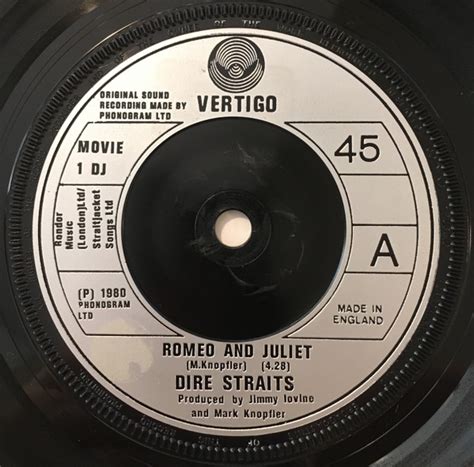 ORIGINAL SOUND
RECORDING MADE BY
PHONOGRAM LTD
VERTIGO
MOVIE
1 DJ
45
Rondor
Music
(London)Ltd/
Straitjacket
Songs Ltd
A
(P) 1980
PHONOGRAM
LTD
MADE IN
ENGLAND
ROMEO AND JULIET
(M.Knopfler) (4.28)
DIRE STRAITS
Produced by Jimmy Iovine
and Mark Knopfler